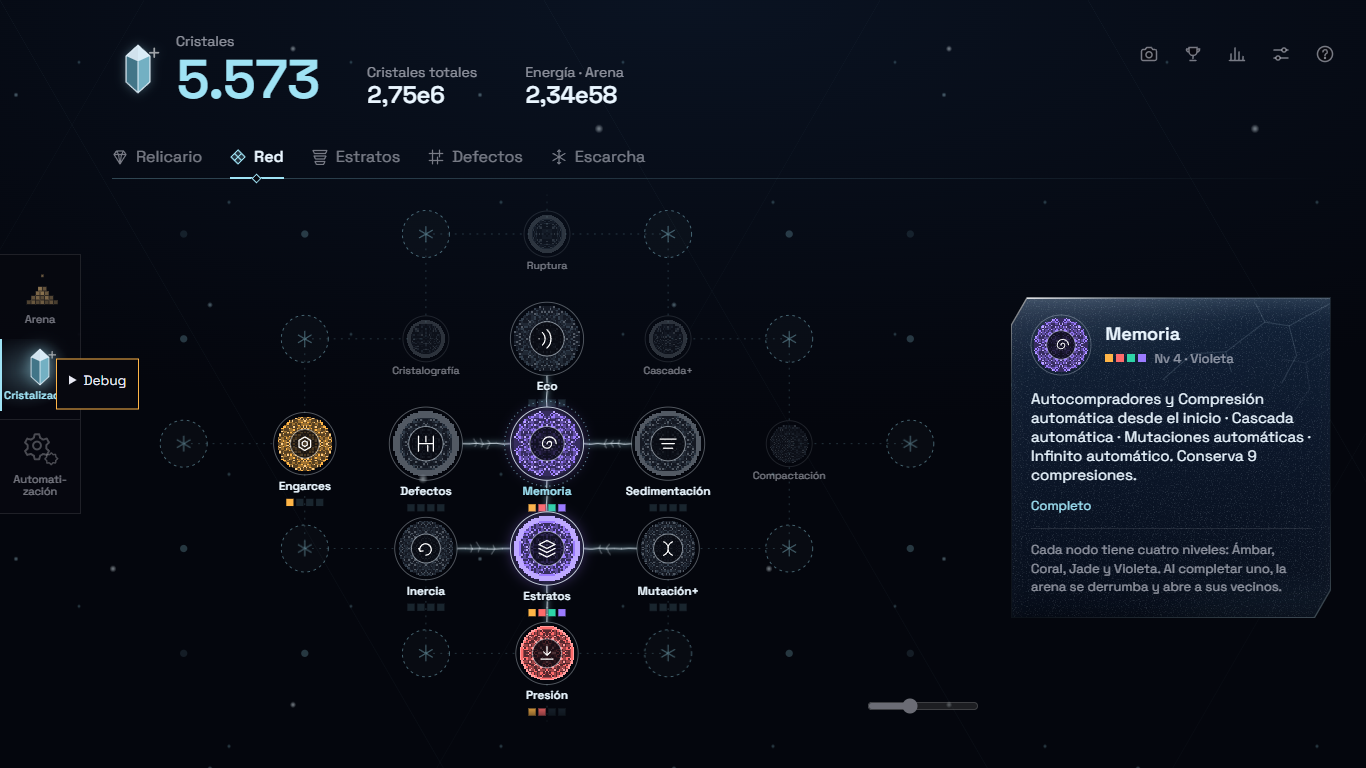 Cristales
5.573
Cristales totales
2,75e6
Energía · Arena
2,34e58
Relicario
Red
Estratos
Defectos
Escarcha
Arena
Cristaliza
Debug
Automati-
zación
Ruptura
Cristalografía
Eco
Cascada+
Engarces
Defectos
Memoria
Sedimentación
Compactación
Inercia
Estratos
Mutación+
Presión
Memoria
Nv 4 · Violeta
Autocompradores y Compresión
automática desde el inicio · Cascada
automática · Mutaciones automáticas ·
Infinito automático. Conserva 9
compresiones.
Completo
Cada nodo tiene cuatro niveles: Ámbar,
Coral, Jade y Violeta. Al completar uno, la
arena se derrumba y abre a sus vecinos.